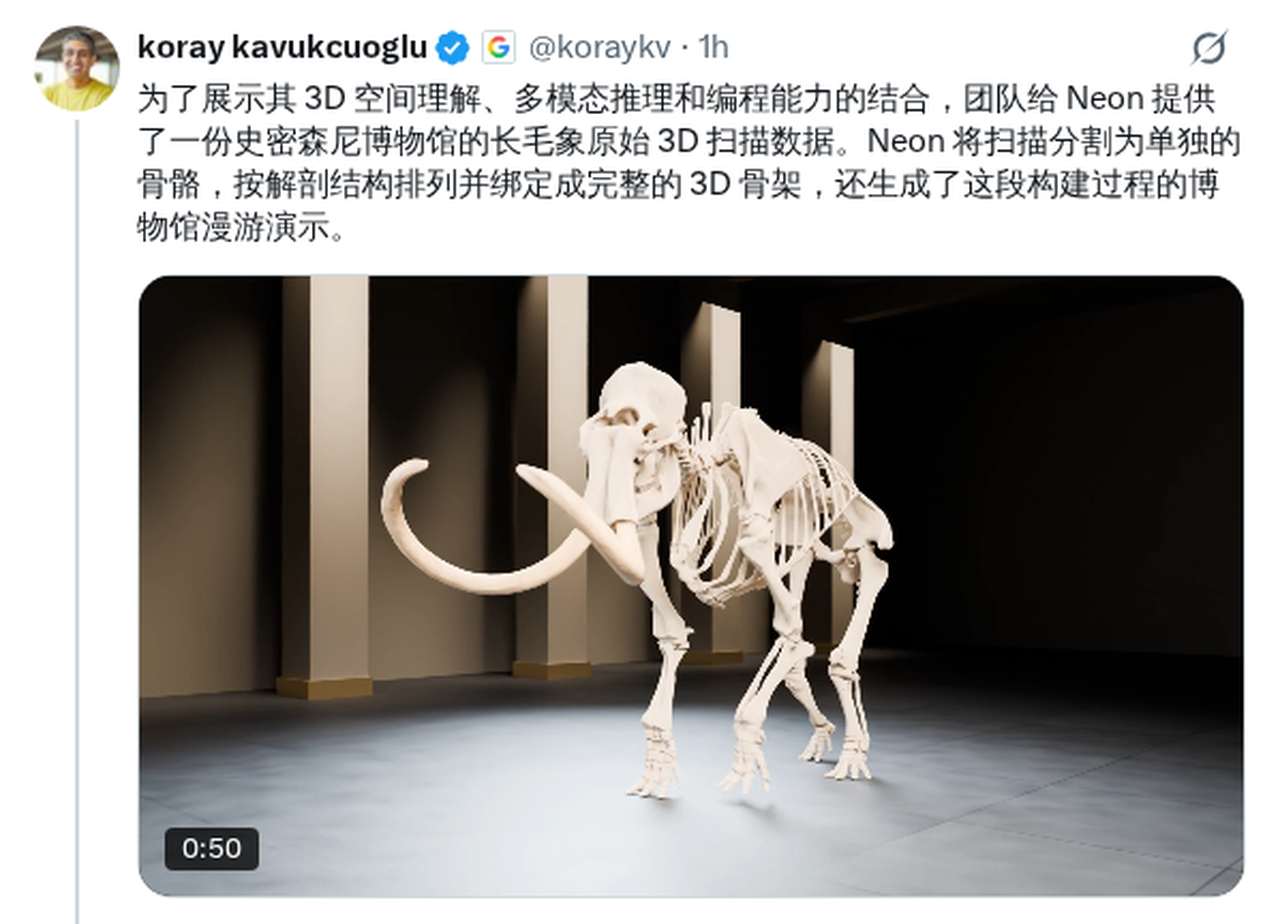 koray kavukcuoglu @koraykv · 1h
为了展示其 3D 空间理解、多模态推理和编程能力的结合，团队给 Neon 提供
了一份史密森尼博物馆的长毛象原始 3D 扫描数据。Neon 将扫描分割为单独的
骨骼，按解剖结构排列并绑定成完整的 3D 骨架，还生成了这段构建过程的博
物馆漫游演示。
0:50